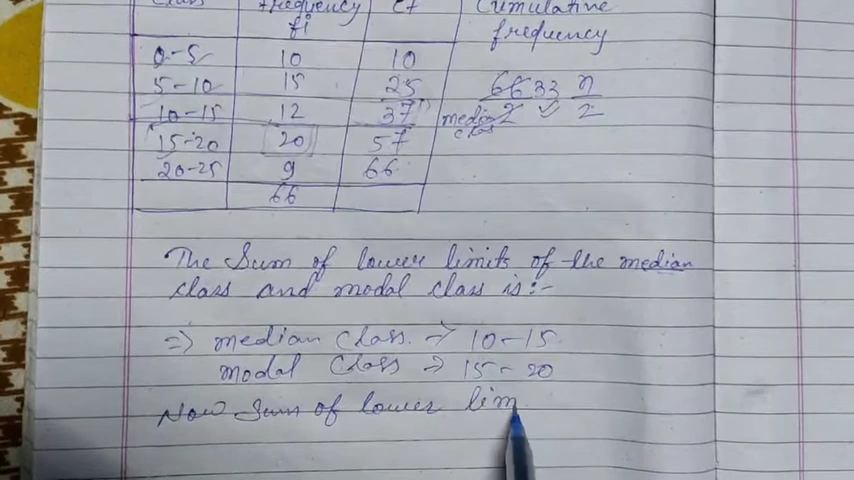 Class Frequency Cf Cumulative
fi frequency
0-5 10 10
5-10 15 25 66 33 n
10-15 12 37 median 2 2
class
15-20 20 57
20-25 9 66
66
The Sum of lower limits of the median
class and modal class is:-
=> median class. → 10-15
modal class → 15-20
Now Sum of lower lim